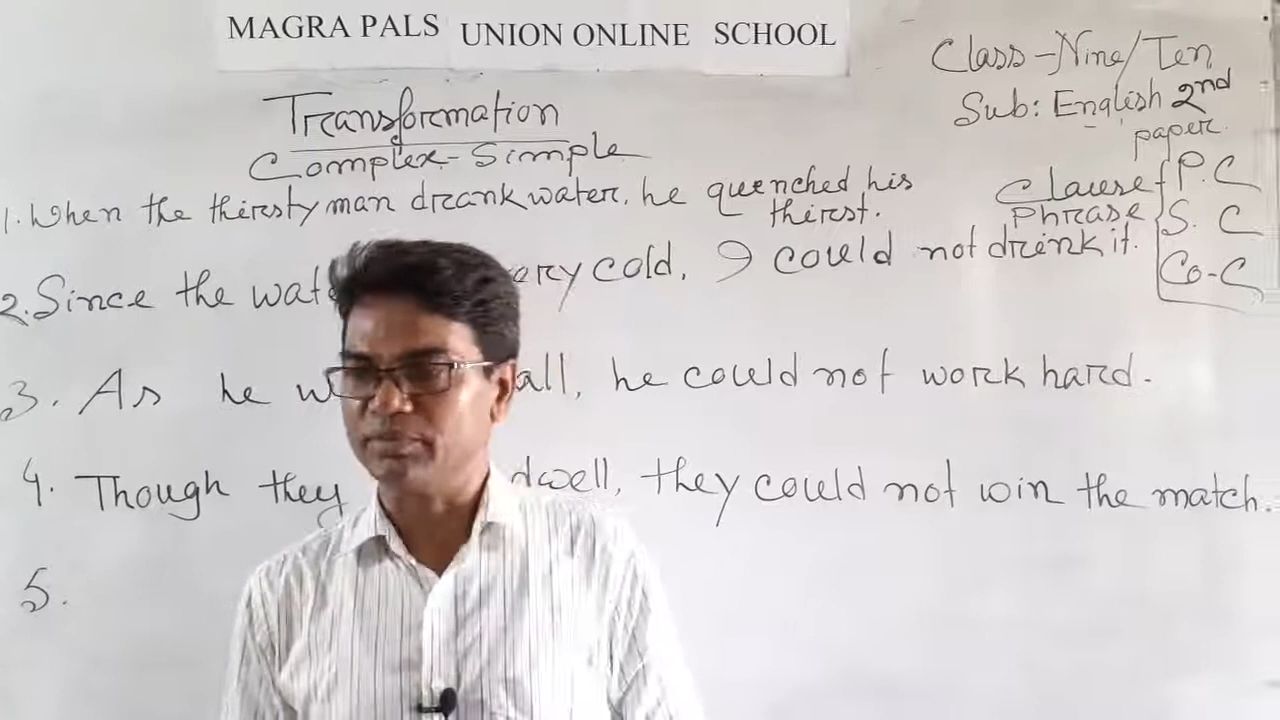 MAGRA PALS UNION ONLINE SCHOOL
Class-Nine/Ten
Sub: English 2nd
paper.
Transformation
Complex-Simple
1. When the thirsty man drank water, he quenched his
thirst.
Clause
Phrase
P. C
S. C
Co-C
2. Since the wate ery cold, I could not drink it.
3. As he w all, he could not work hard.
4. Though they dwell, they could not win the match.
5.